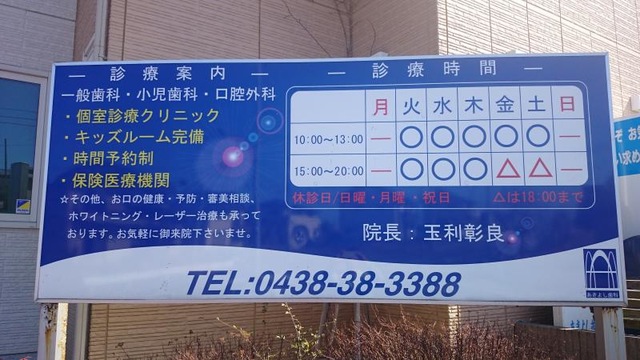 ― 診療案内 ―
一般歯科・小児歯科・口腔外科
・個室診療クリニック
・キッズルーム完備
・時間予約制
・保険医療機関
☆その他、お口の健康・予防・審美相談、
ホワイトニング・レーザー治療も承って
おります。お気軽に御来院下さいませ。
― 診療時間 ―
月 火 水 木 金 土 日
10:00〜13:00 ― ○ ○ ○ ○ ○ ―
15:00〜20:00 ― ○ ○ ○ △ △ ―
休診日/日曜・月曜・祝日 △は18:00まで
院長：玉利彰良
TEL:0438-38-3388
あきよし歯科